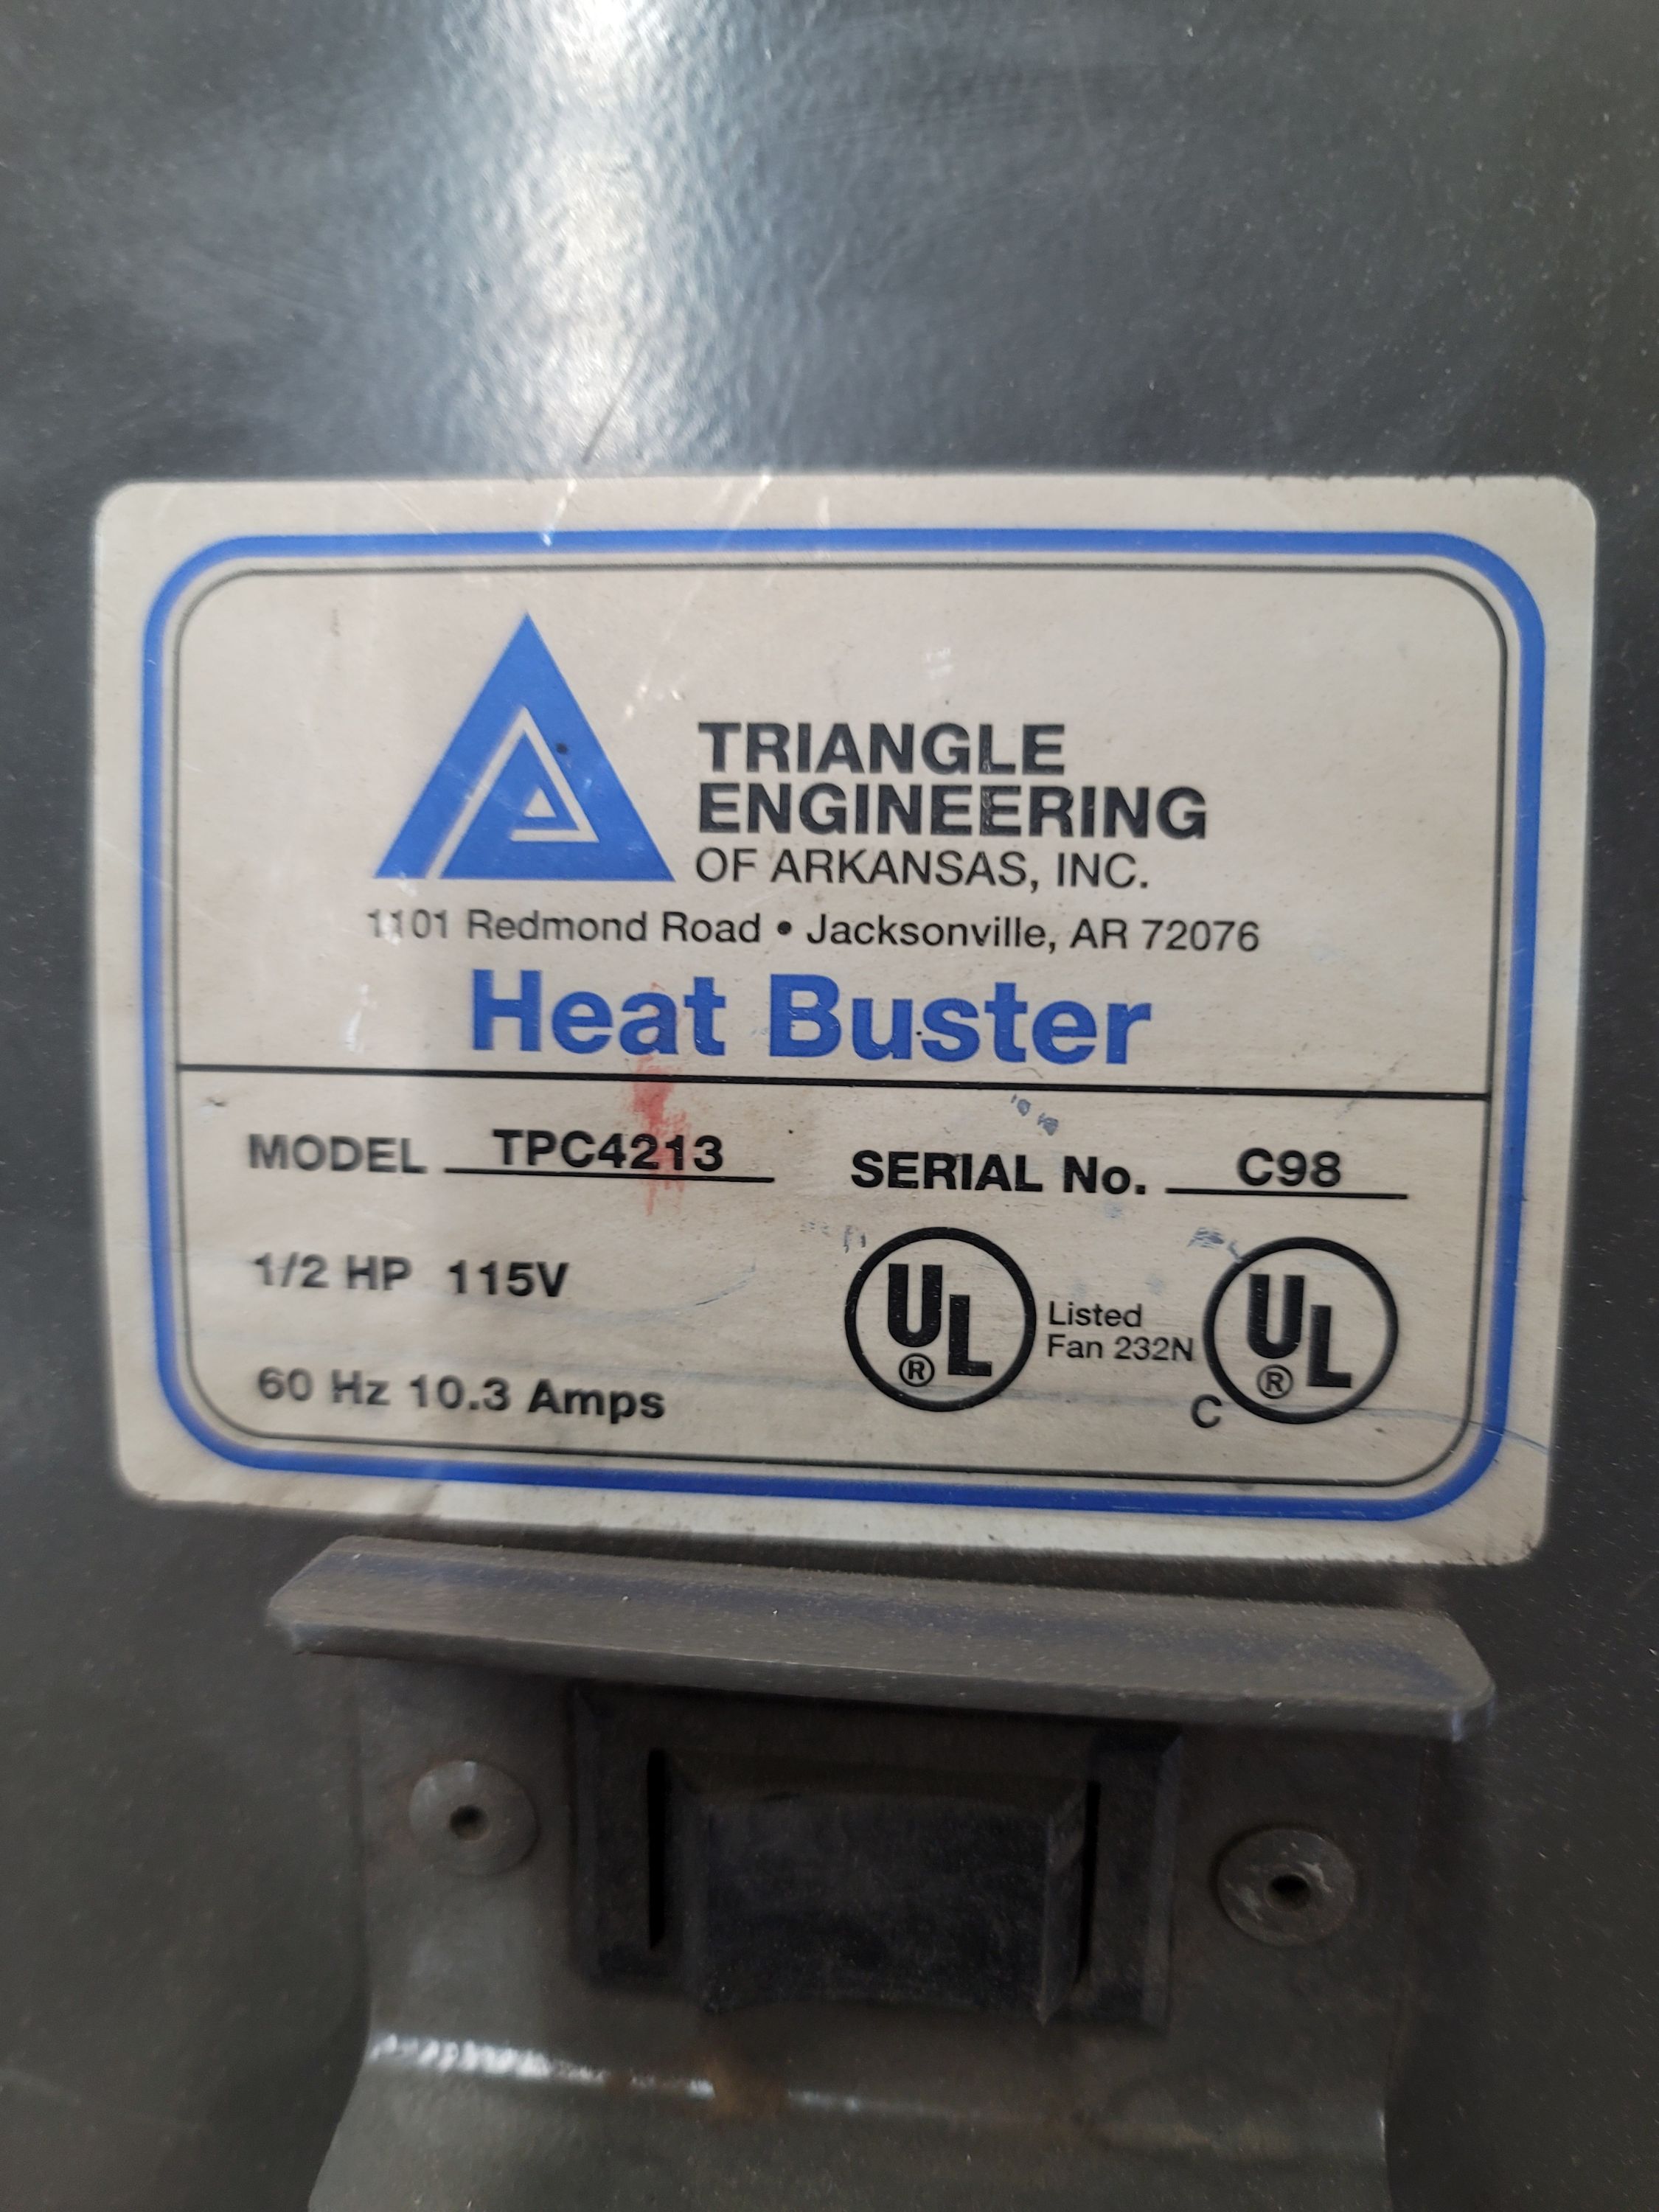 TRIANGLE
ENGINEERING
OF ARKANSAS, INC.
1101 Redmond Road • Jacksonville, AR 72076
Heat Buster
MODEL TPC4213 SERIAL No. C98
1/2 HP 115V
60 Hz 10.3 Amps
UL®
Listed
Fan 232N
C UL®